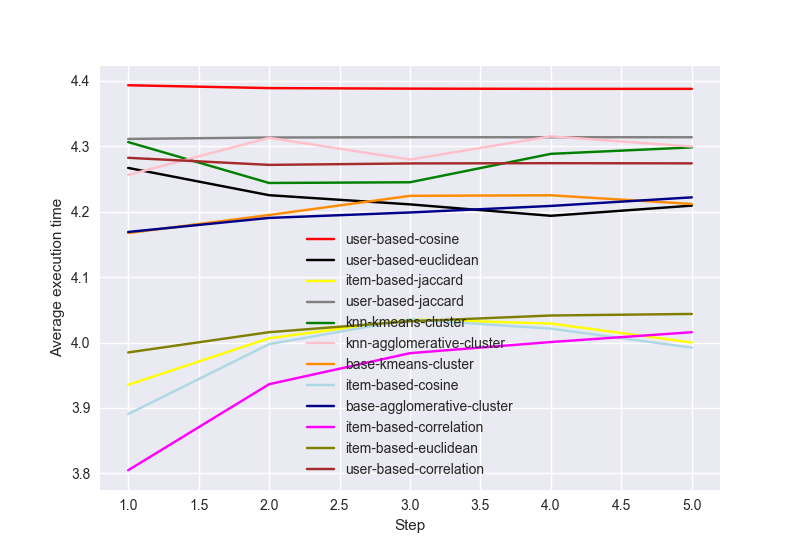 4.4
4.3
4.2
4.1
4.0
3.9
3.8
Average execution time
user-based-cosine
user-based-euclidean
item-based-jaccard
user-based-jaccard
knn-kmeans-cluster
knn-agglomerative-cluster
base-kmeans-cluster
item-based-cosine
base-agglomerative-cluster
item-based-correlation
item-based-euclidean
user-based-correlation
1.0 1.5 2.0 2.5 3.0 3.5 4.0 4.5 5.0
Step